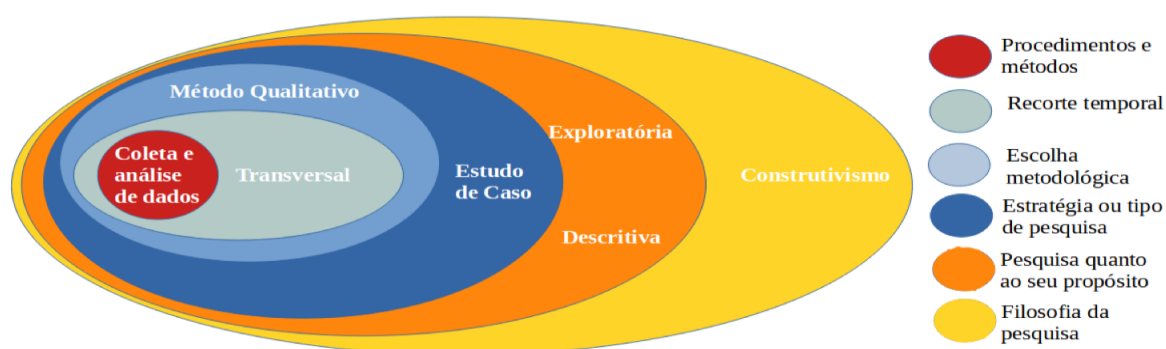 Método Qualitativo
Coleta e
análise
de dados
Transversal
Estudo
de Caso
Exploratória
Descritiva
Construtivismo
Procedimentos e
métodos
Recorte temporal
Escolha
metodológica
Estratégia ou tipo
de pesquisa
Pesquisa quanto
ao seu propósito
Filosofia da
pesquisa